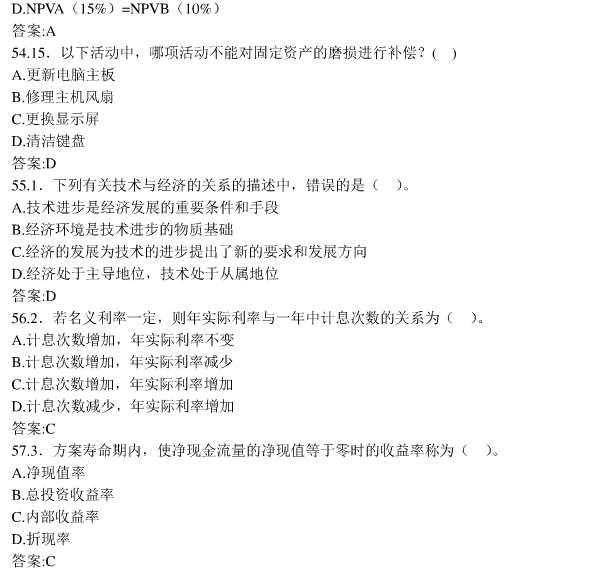 D.NPVA（15%）=NPVB（10%）
答案:A
54.15．以下活动中，哪项活动不能对固定资产的磨损进行补偿？(    )
A.更新电脑主板
B.修理主机风扇
C.更换显示屏
D.清洁键盘
答案:D
55.1．下列有关技术与经济的关系的描述中，错误的是（    ）。
A.技术进步是经济发展的重要条件和手段
B.经济环境是技术进步的物质基础
C.经济的发展为技术的进步提出了新的要求和发展方向
D.经济处于主导地位，技术处于从属地位
答案:D
56.2．若名义利率一定，则年实际利率与一年中计息次数的关系为（    ）。
A.计息次数增加，年实际利率不变
B.计息次数增加，年实际利率减少
C.计息次数增加，年实际利率增加
D.计息次数减少，年实际利率增加
答案:C
57.3．方案寿命期内，使净现金流量的净现值等于零时的收益率称为（    ）。
A.净现值率
B.总投资收益率
C.内部收益率
D.折现率
答案:C